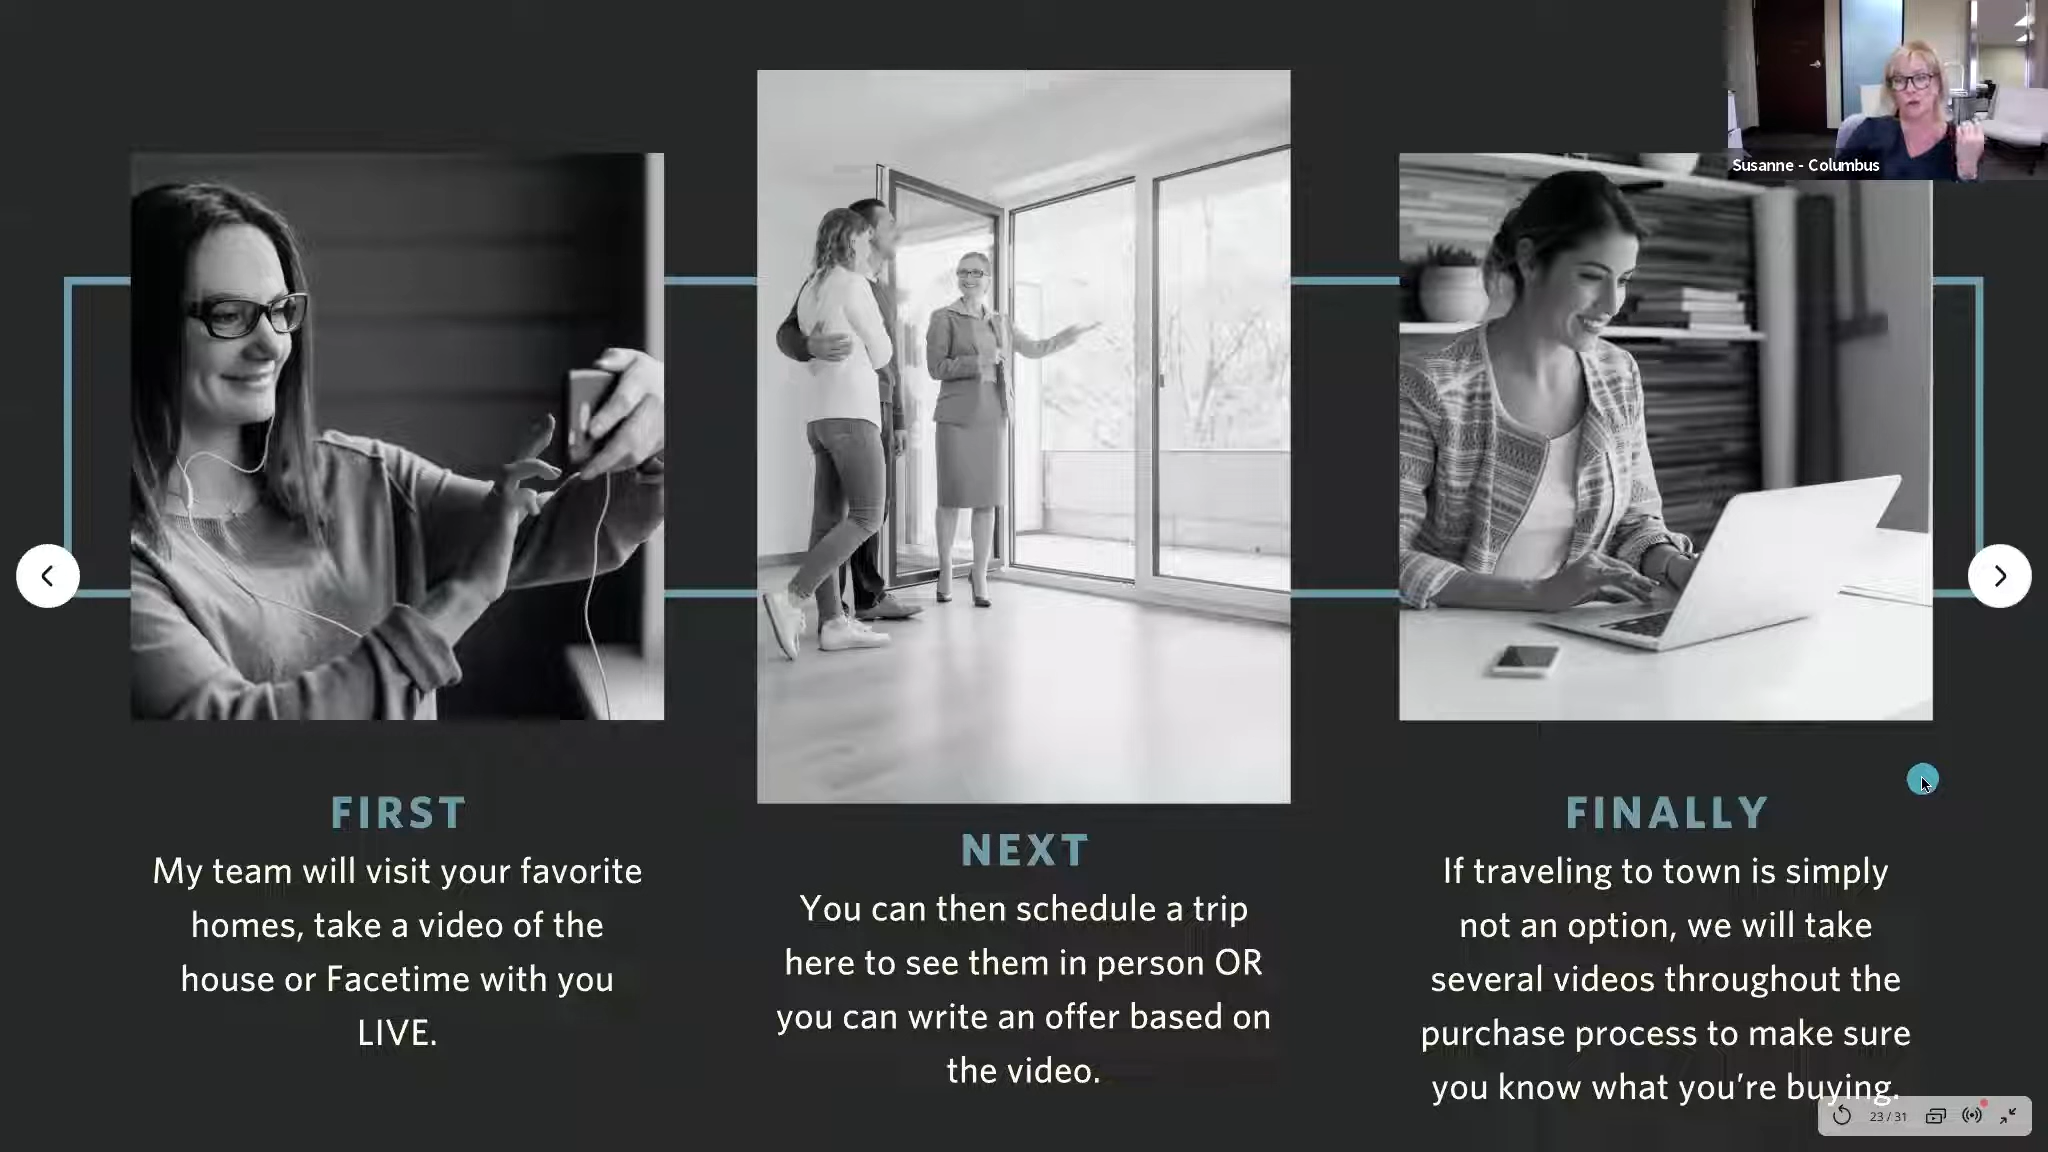 Susanne - Columbus
FIRST
My team will visit your favorite
homes, take a video of the
house or Facetime with you
LIVE.
NEXT
You can then schedule a trip
here to see them in person OR
you can write an offer based on
the video.
FINALLY
If traveling to town is simply
not an option, we will take
several videos throughout the
purchase process to make sure
you know what you’re buying.
23 / 31